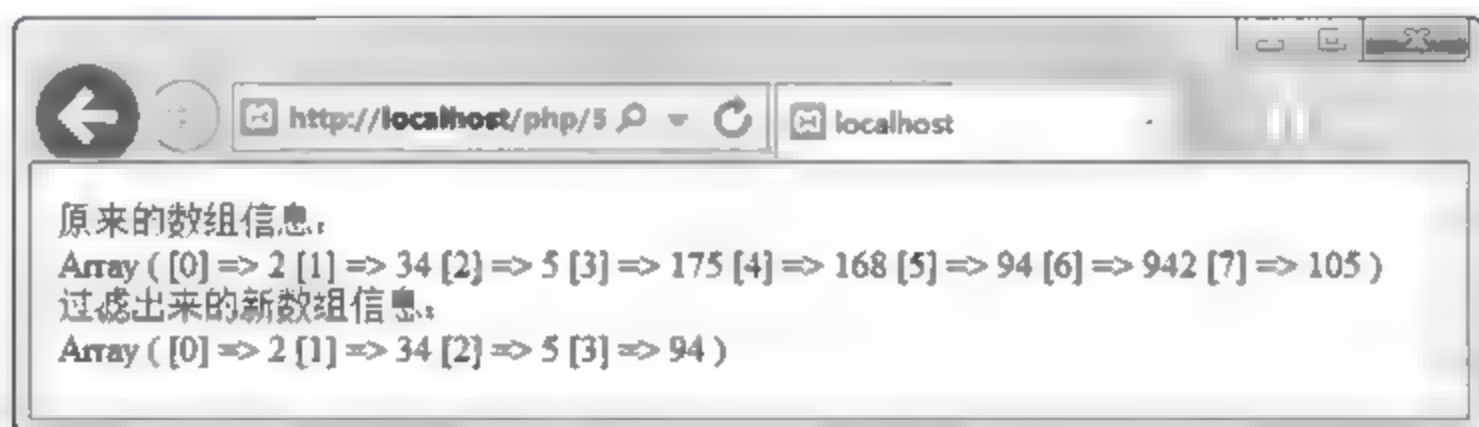 http://localhost/php/5
localhost
原来的数组信息:
Array ( [0] => 2 [1] => 34 [2] => 5 [3] => 175 [4] => 168 [5] => 94 [6] => 942 [7] => 105 )
过滤出来的新数组信息:
Array ( [0] => 2 [1] => 34 [2] => 5 [3] => 94 )